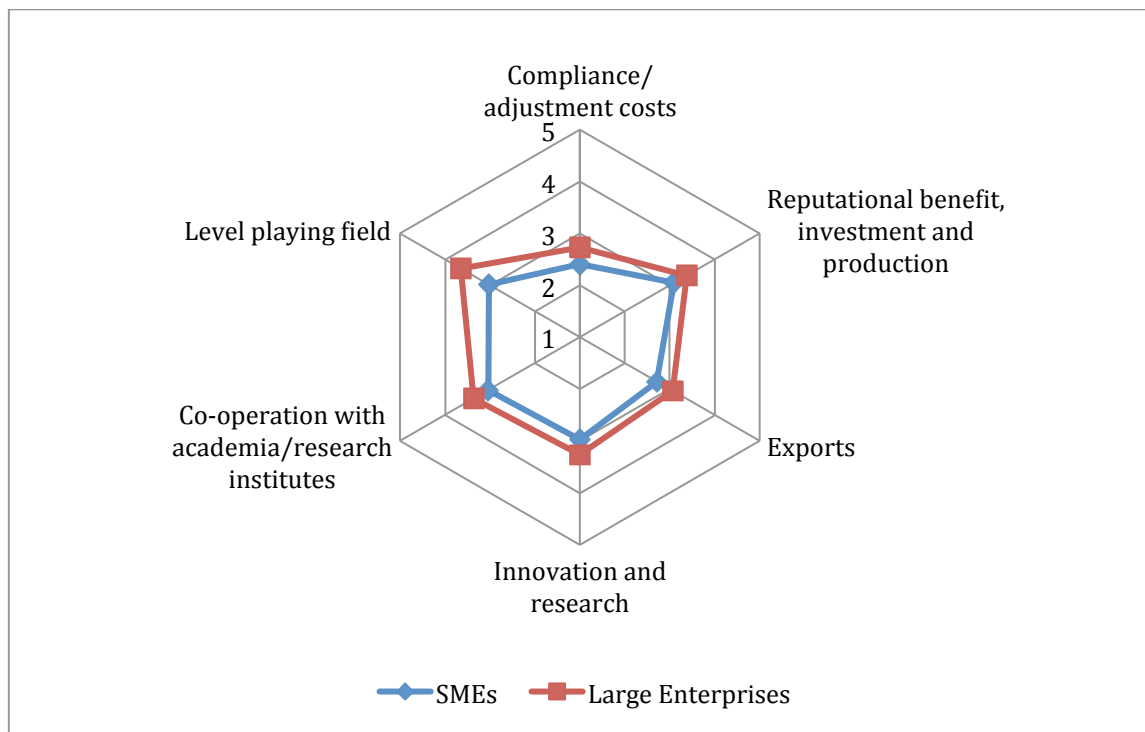 Compliance/
adjustment costs
5
4
3
2
1
Reputational benefit,
investment and
production
Exports
Innovation and
research
Co-operation with
academia/research
institutes
Level playing field
SMEs
Large Enterprises